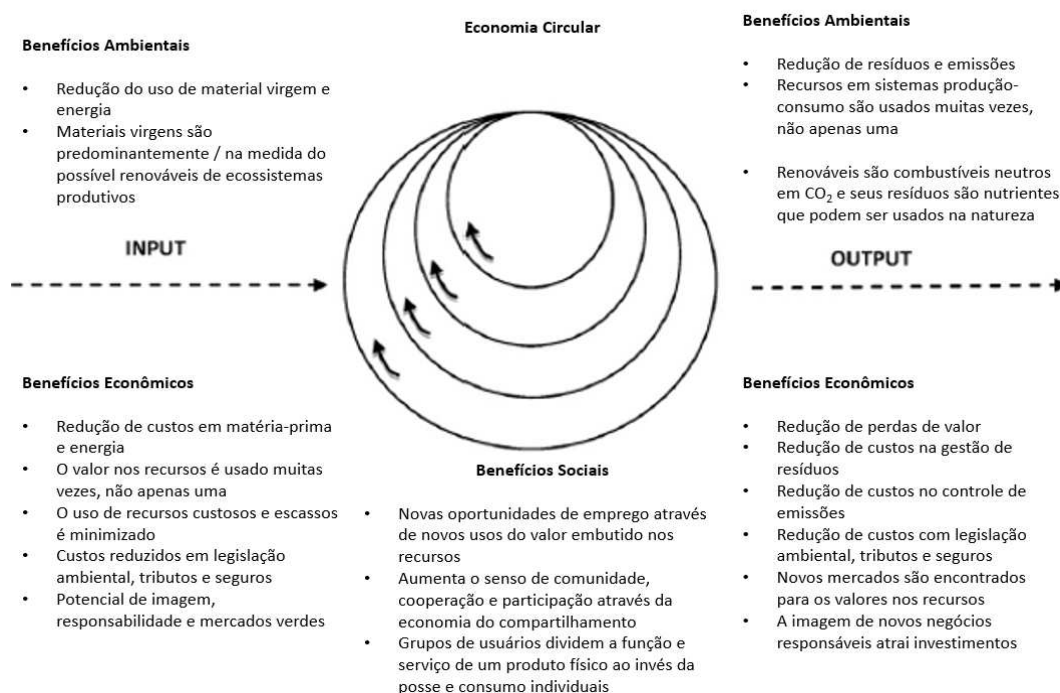 Economia Circular
Benefícios Ambientais
• Redução do uso de material virgem e
energia
• Materiais virgens são
predominantemente / na medida do
possível renováveis de ecossistemas
produtivos
INPUT
Benefícios Econômicos
• Redução de custos em matéria-prima
e energia
• O valor nos recursos é usado muitas
vezes, não apenas uma
• O uso de recursos custosos e escassos
é minimizado
• Custos reduzidos em legislação
ambiental, tributos e seguros
• Potencial de imagem,
responsabilidade e mercados verdes
Benefícios Sociais
• Novas oportunidades de emprego através
de novos usos do valor embutido nos
recursos
• Aumenta o senso de comunidade,
cooperação e participação através da
economia do compartilhamento
• Grupos de usuários dividem a função e
serviço de um produto físico ao invés da
posse e consumo individuais
Benefícios Ambientais
• Redução de resíduos e emissões
• Recursos em sistemas produção-
consumo são usados muitas vezes,
não apenas uma
• Renováveis são combustíveis neutros
em CO₂ e seus resíduos são nutrientes
que podem ser usados na natureza
OUTPUT
Benefícios Econômicos
• Redução de perdas de valor
• Redução de custos na gestão de
resíduos
• Redução de custos no controle de
emissões
• Redução de custos com legislação
ambiental, tributos e seguros
• Novos mercados são encontrados
para os valores nos recursos
• A imagem de novos negócios
responsáveis atrai investimentos